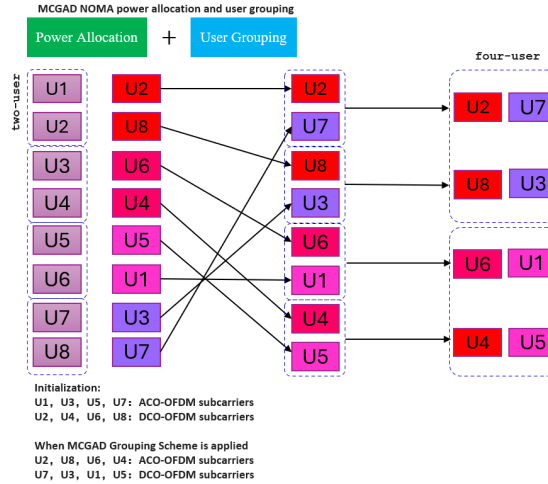 MCGAD NOMA power allocation and user grouping
Power Allocation + User Grouping
two-user
four-user
U1 U2 U2
U2 U7
U2 U8 U7
U3 U6 U8
U8 U3
U4 U4 U3
U5 U5 U6
U6 U1
U6 U1 U1
U7 U3 U4
U4 U5
U8 U7 U5
Initialization:
U1, U3, U5, U7: ACO-OFDM subcarriers
U2, U4, U6, U8: DCO-OFDM subcarriers
When MCGAD Grouping Scheme is applied
U2, U8, U6, U4: ACO-OFDM subcarriers
U7, U3, U1, U5: DCO-OFDM subcarriers